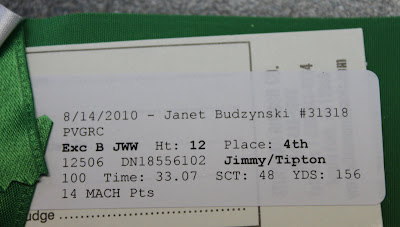 8/14/2010 - Janet Budzynski #31318
PVGRC
Exc B JWW Ht: 12 Place: 4th
12506 DN18556102 Jimmy/Tipton
100 Time: 33.07 SCT: 48 YDS: 156
14 MACH Pts
udge